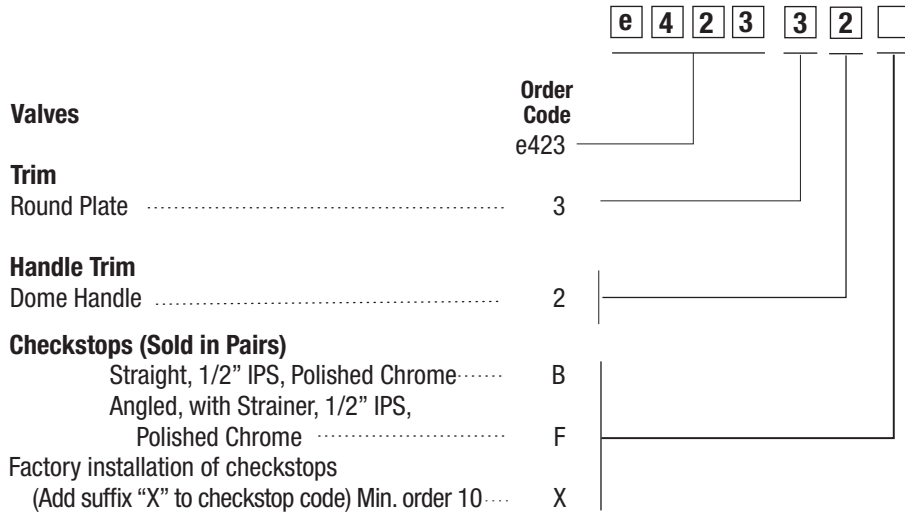 e 4 2 3 3 2
Order
Code
Valves
e423
Trim
Round Plate 3
Handle Trim
Dome Handle 2
Checkstops (Sold in Pairs)
Straight, 1/2” IPS, Polished Chrome B
Angled, with Strainer, 1/2” IPS,
Polished Chrome F
Factory installation of checkstops
(Add suffix “X” to checkstop code) Min. order 10 X